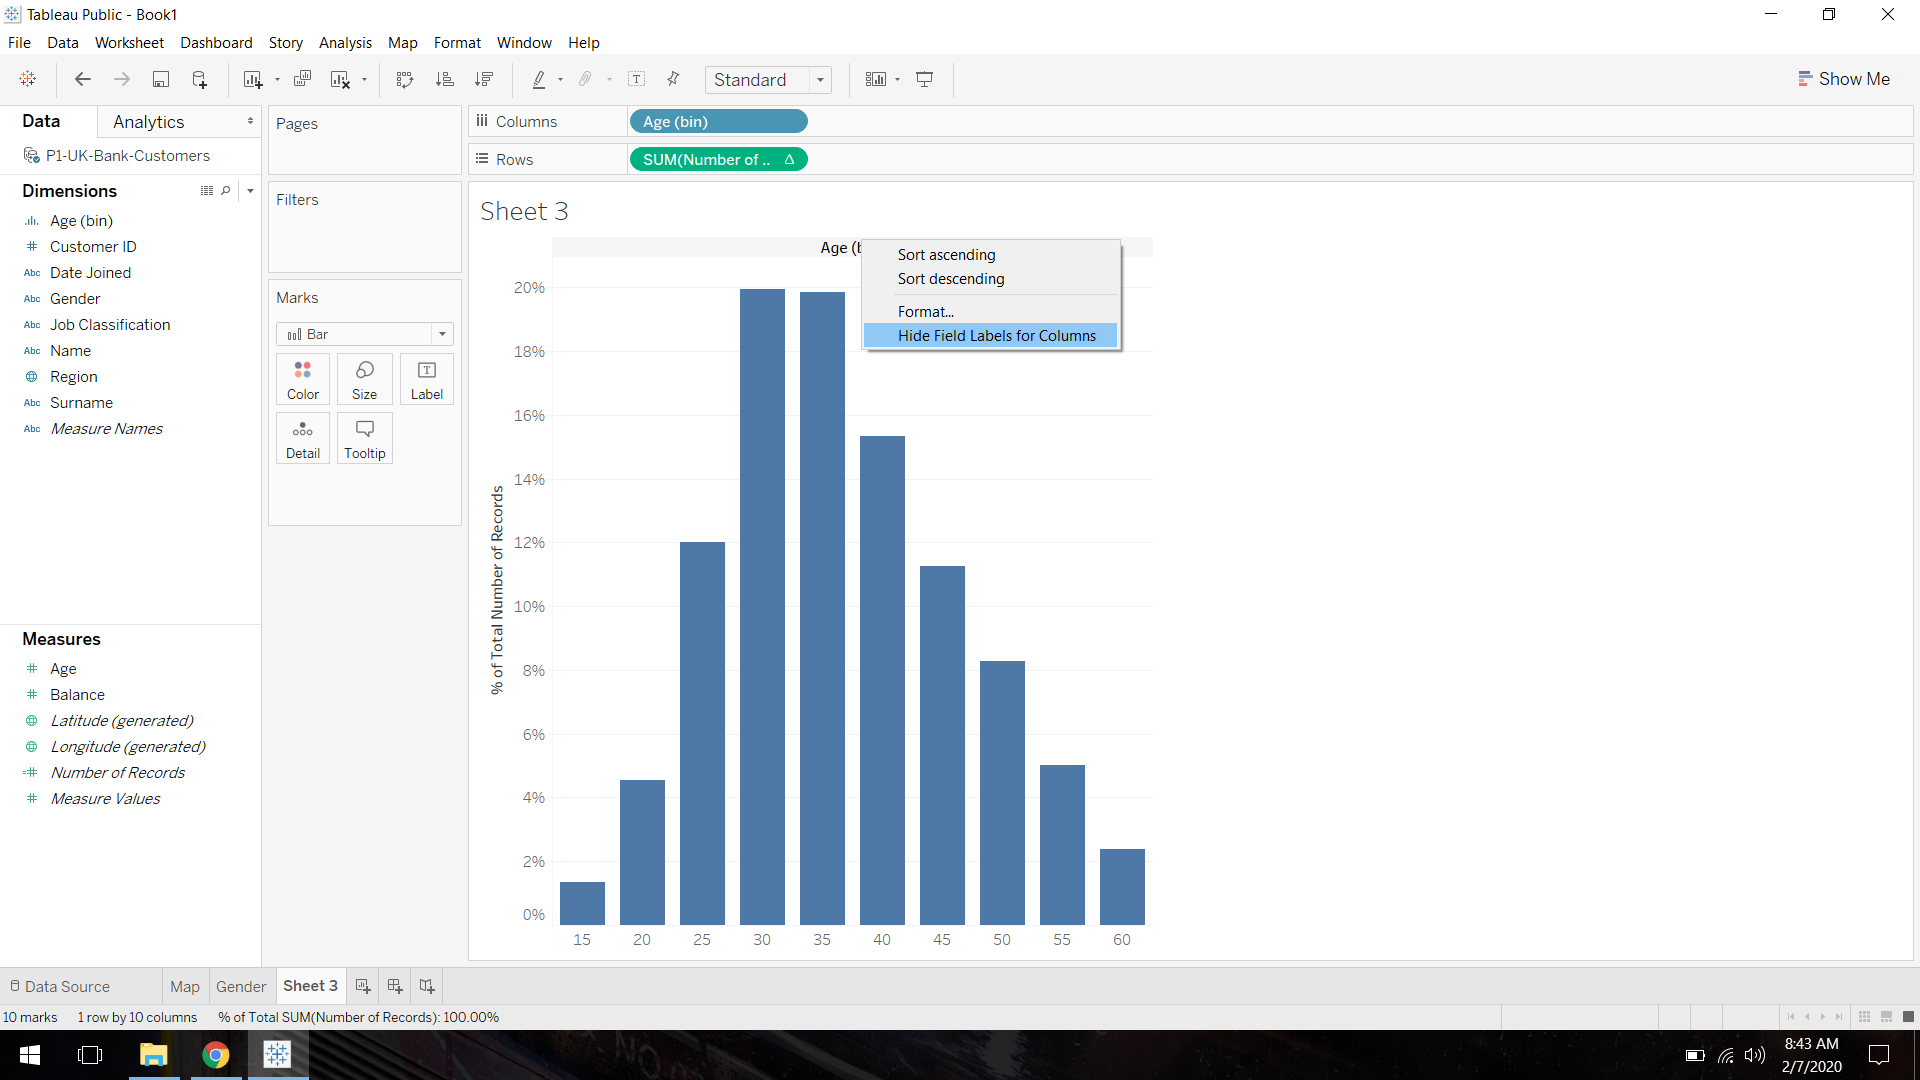 Tableau Public - Book1
File Data Worksheet Dashboard Story Analysis Map Format Window Help
Standard
Show Me
Data Analytics
P1-UK-Bank-Customers
Dimensions
Age (bin)
Customer ID
Abc Date Joined
Abc Gender
Abc Job Classification
Abc Name
Region
Abc Surname
Abc Measure Names
Measures
Age
Balance
Latitude (generated)
Longitude (generated)
Number of Records
Measure Values
Pages
Filters
Marks
Bar
Color Size Label
Detail Tooltip
Columns Age (bin)
Rows SUM(Number of .. Δ
Sheet 3
Age (b
Sort ascending
Sort descending
Format...
Hide Field Labels for Columns
% of Total Number of Records
20%
18%
16%
14%
12%
10%
8%
6%
4%
2%
0%
15 20 25 30 35 40 45 50 55 60
Data Source Map Gender Sheet 3
10 marks 1 row by 10 columns % of Total SUM(Number of Records): 100.00%
8:43 AM
2/7/2020